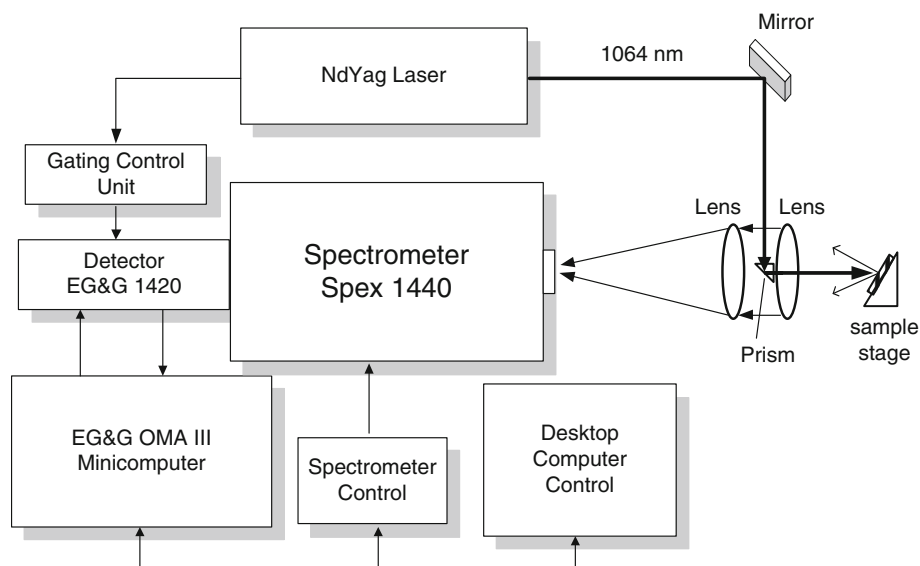 Mirror
1064 nm
NdYag Laser
Gating Control
Unit
Lens
Lens
Detector
EG&G 1420
Spectrometer
Spex 1440
sample
stage
Prism
EG&G OMA III
Minicomputer
Spectrometer
Control
Desktop
Computer
Control